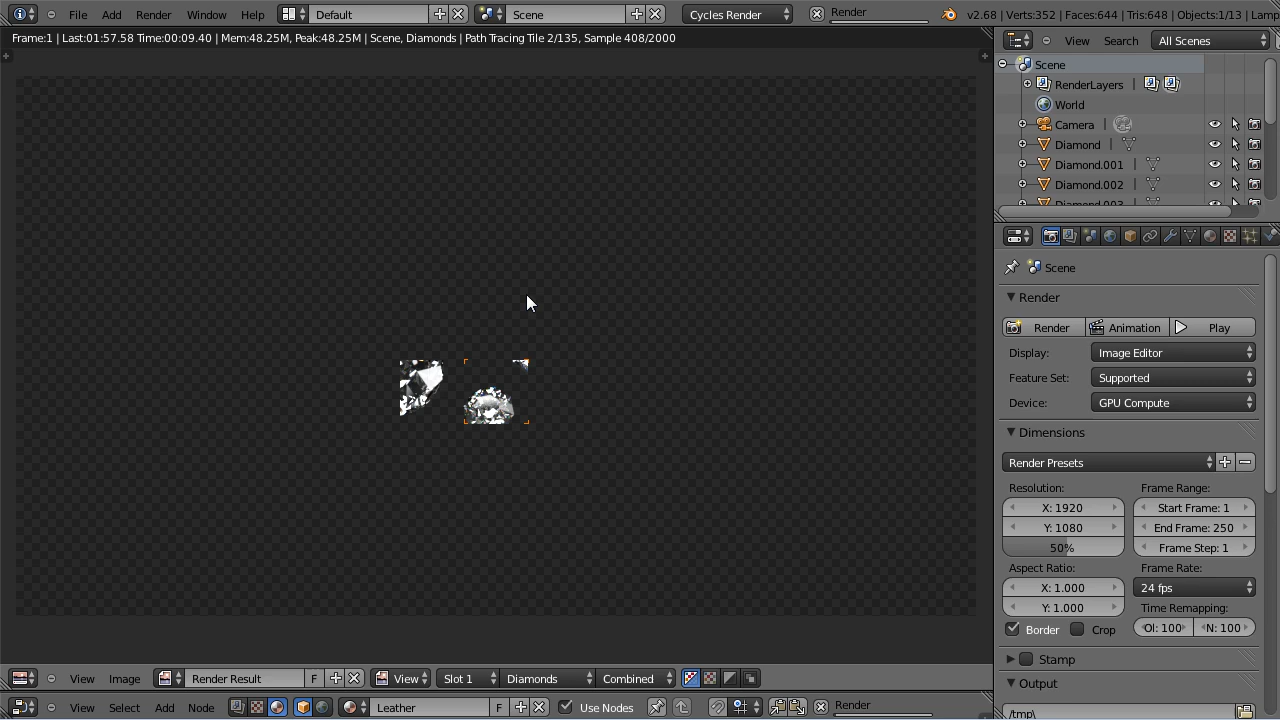 File Add Render Window Help Default Scene Cycles Render Render v2.68 | Verts:352 | Faces:644 | Tris:648 | Objects:1/13 | Lamp
Frame:1 | Last:01:57.58 Time:00:09.40 | Mem:48.25M, Peak:48.25M | Scene, Diamonds | Path Tracing Tile 2/135, Sample 408/2000
View Search All Scenes
Scene
RenderLayers
World
Camera
Diamond
Diamond.001
Diamond.002
Diamond.003
Scene
Render
Render Animation Play
Display: Image Editor
Feature Set: Supported
Device: GPU Compute
Dimensions
Render Presets
Resolution: Frame Range:
X: 1920 Start Frame: 1
Y: 1080 End Frame: 250
50% Frame Step: 1
Aspect Ratio: Frame Rate:
X: 1.000 24 fps
Y: 1.000 Time Remapping:
Border Crop Ol: 100 N: 100
Stamp
Output
/tmp\
View Image Render Result F View Slot 1 Diamonds Combined
View Select Add Node Leather F Use Nodes Render